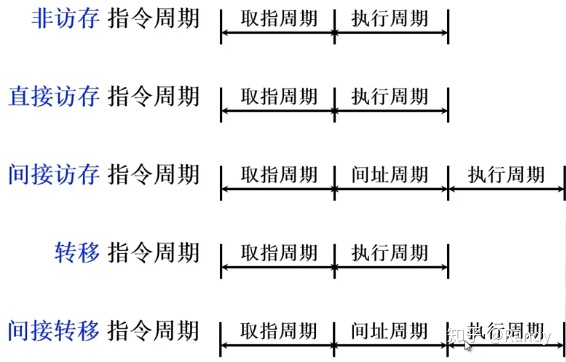 非访存 指令周期 取指周期 执行周期
直接访存 指令周期 取指周期 执行周期
间接访存 指令周期 取指周期 间址周期 执行周期
转移 指令周期 取指周期 执行周期
间接转移 指令周期 取指周期 间址周期 执行周期
知乎